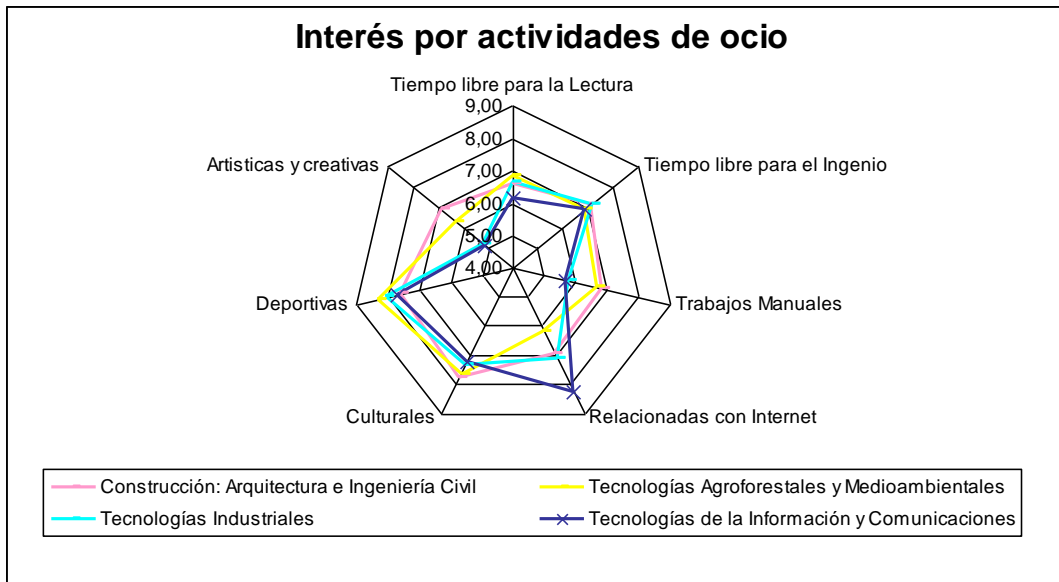 Interés por actividades de ocio
Tiempo libre para la Lectura
9,00
8,00
7,00
6,00
5,00
4,00
Artisticas y creativas
Tiempo libre para el Ingenio
Deportivas
Trabajos Manuales
Culturales
Relacionadas con Internet
Construcción: Arquitectura e Ingeniería Civil
Tecnologías Agroforestales y Medioambientales
Tecnologías Industriales
Tecnologías de la Información y Comunicaciones